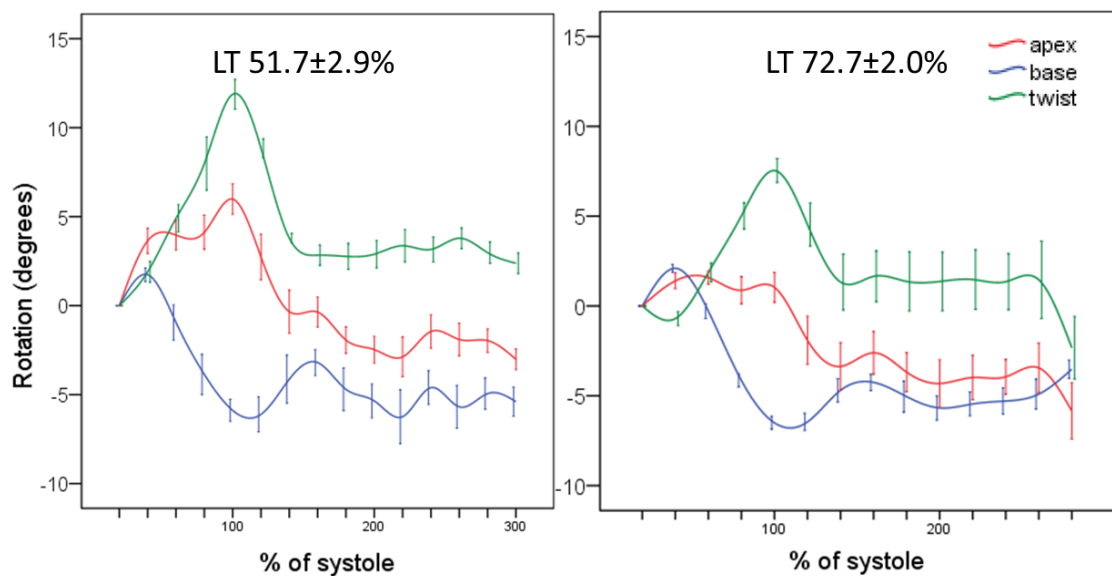 LT 51.7±2.9%
15
10
5
0
-5
-10
Rotation (degrees)
100
200
300
% of systole
LT 72.7±2.0%
apex
base
twist
15
10
5
0
-5
-10
100
200
% of systole